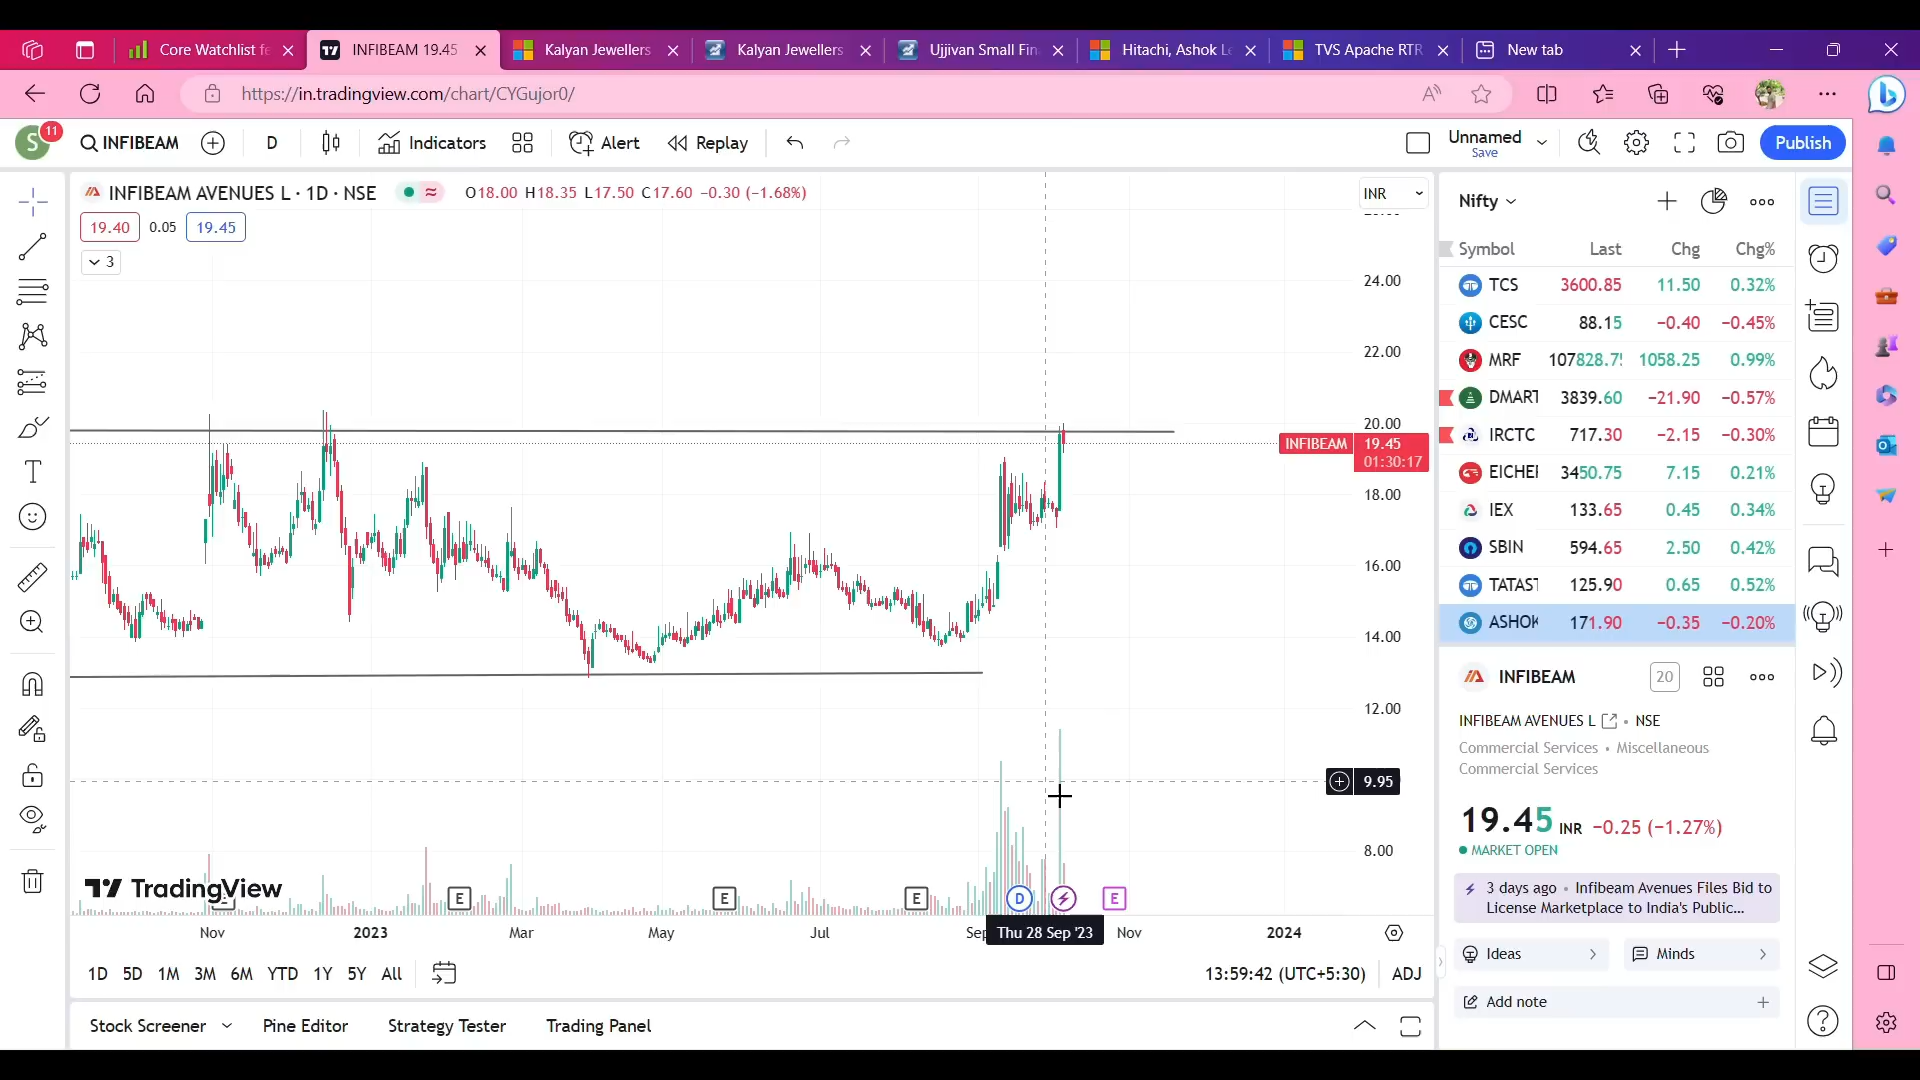 Core Watchlist fe
INFIBEAM 19.45
Kalyan Jewellers
Kalyan Jewellers
Ujjivan Small Fin
Hitachi, Ashok Le
TVS Apache RTR
New tab
https://in.tradingview.com/chart/CYGujor0/
S
11
INFIBEAM
D
Indicators
Alert
Replay
Unnamed
Save
Publish
INFIBEAM AVENUES L · 1D · NSE
O18.00 H18.35 L17.50 C17.60 −0.30 (−1.68%)
INR
19.40 0.05 19.45
3
24.00
22.00
20.00
INFIBEAM 19.45
01:30:17
18.00
16.00
14.00
12.00
9.95
8.00
TradingView
E
E
E
D
E
Nov
2023
Mar
May
Jul
Sep
Thu 28 Sep '23
Nov
2024
1D 5D 1M 3M 6M YTD 1Y 5Y All
13:59:42 (UTC+5:30)
ADJ
Stock Screener
Pine Editor
Strategy Tester
Trading Panel
Nifty
Symbol Last Chg Chg%
TCS 3600.85 11.50 0.32%
CESC 88.15 −0.40 −0.45%
MRF 107828.7 1058.25 0.99%
DMART 3839.60 −21.90 −0.57%
IRCTC 717.30 −2.15 −0.30%
EICHE 3450.75 7.15 0.21%
IEX 133.65 0.45 0.34%
SBIN 594.65 2.50 0.42%
TATAST 125.90 0.65 0.52%
ASHOK 171.90 −0.35 −0.20%
INFIBEAM
20
INFIBEAM AVENUES L • NSE
Commercial Services • Miscellaneous
Commercial Services
19.45 INR −0.25 (−1.27%)
MARKET OPEN
3 days ago • Infibeam Avenues Files Bid to
License Marketplace to India's Public...
Ideas
Minds
Add note